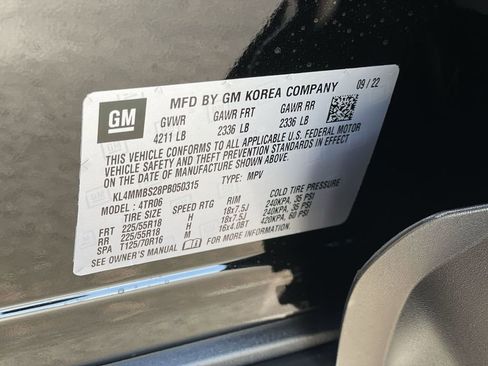 GM
MFD BY GM KOREA COMPANY
09/22
GVWR GAWR FRT GAWR RR
4211 LB 2336 LB 2336 LB
THIS VEHICLE CONFORMS TO ALL APPLICABLE U.S. FEDERAL MOTOR
VEHICLE SAFETY AND THEFT PREVENTION STANDARDS IN EFFECT
ON THE DATE OF MANUFACTURE SHOWN ABOVE.
KL4MMBS28PB050315 TYPE: MPV
MODEL: 4TR06
TIRE SIZE SPEED RTG RIM COLD TIRE PRESSURE
FRT 225/55R18 H 18x7.5J 240KPA, 35 PSI
RR 225/55R18 H 18x7.5J 240KPA, 35 PSI
SPA T125/70R16 M 16x4.0BT 420KPA, 60 PSI
SEE OWNER'S MANUAL FOR MORE INFORMATION.